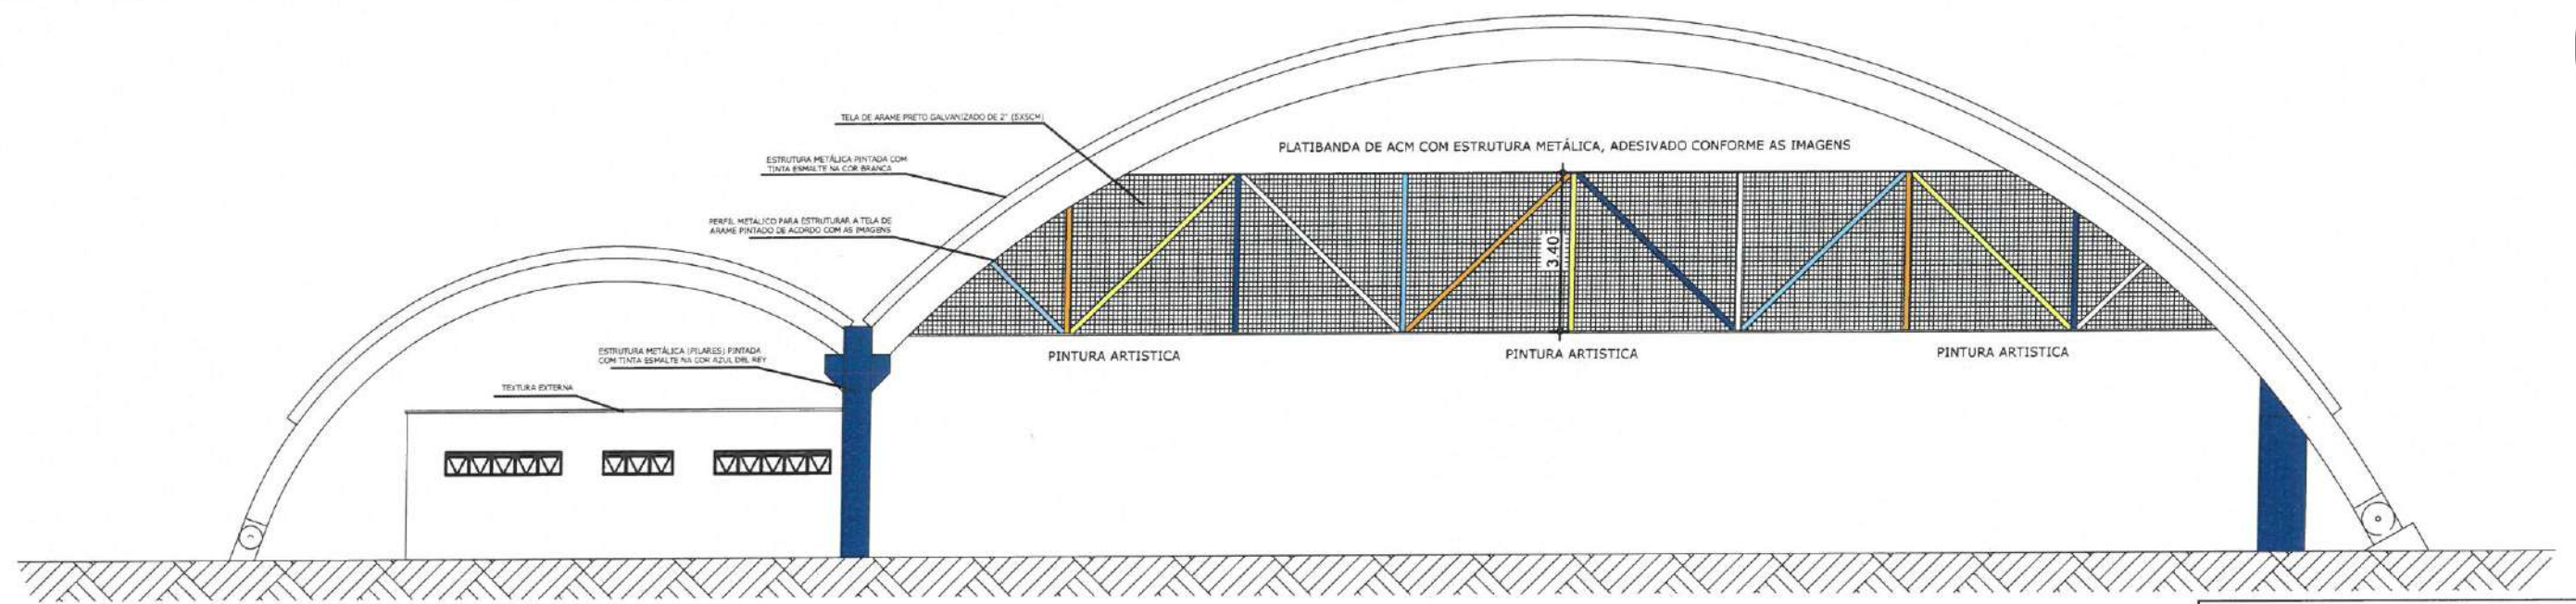 TELA DE ARAME PRETO GALVANIZADO DE 2" (5X5CM)
PLATIBANDA DE ACM COM ESTRUTURA METÁLICA, ADESIVADO CONFORME AS IMAGENS
ESTRUTURA METÁLICA PINTADA COM
TINTA ESMALTE NA COR BRANCA
PERFIL METALICO PARA ESTRUTURAR A TELA DE
ARAME PINTADO DE ACORDO COM AS IMAGENS
3.40
PINTURA ARTISTICA
PINTURA ARTISTICA
PINTURA ARTISTICA
ESTRUTURA METÁLICA (PILARES) PINTADA
COM TINTA ESMALTE NA COR AZUL DEL REY
TEXTURA EXTERNA